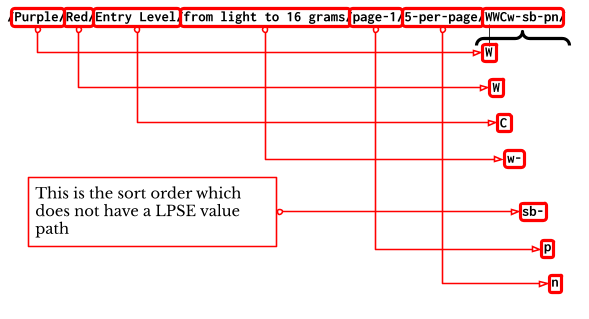 /Purple/Red/Entry Level/from light to 16 grams/page-1/5-per-page/WWCw-sb-pn/
W
W
C
w-
This is the sort order which
does not have a LPSE value
path
sb-
p
n